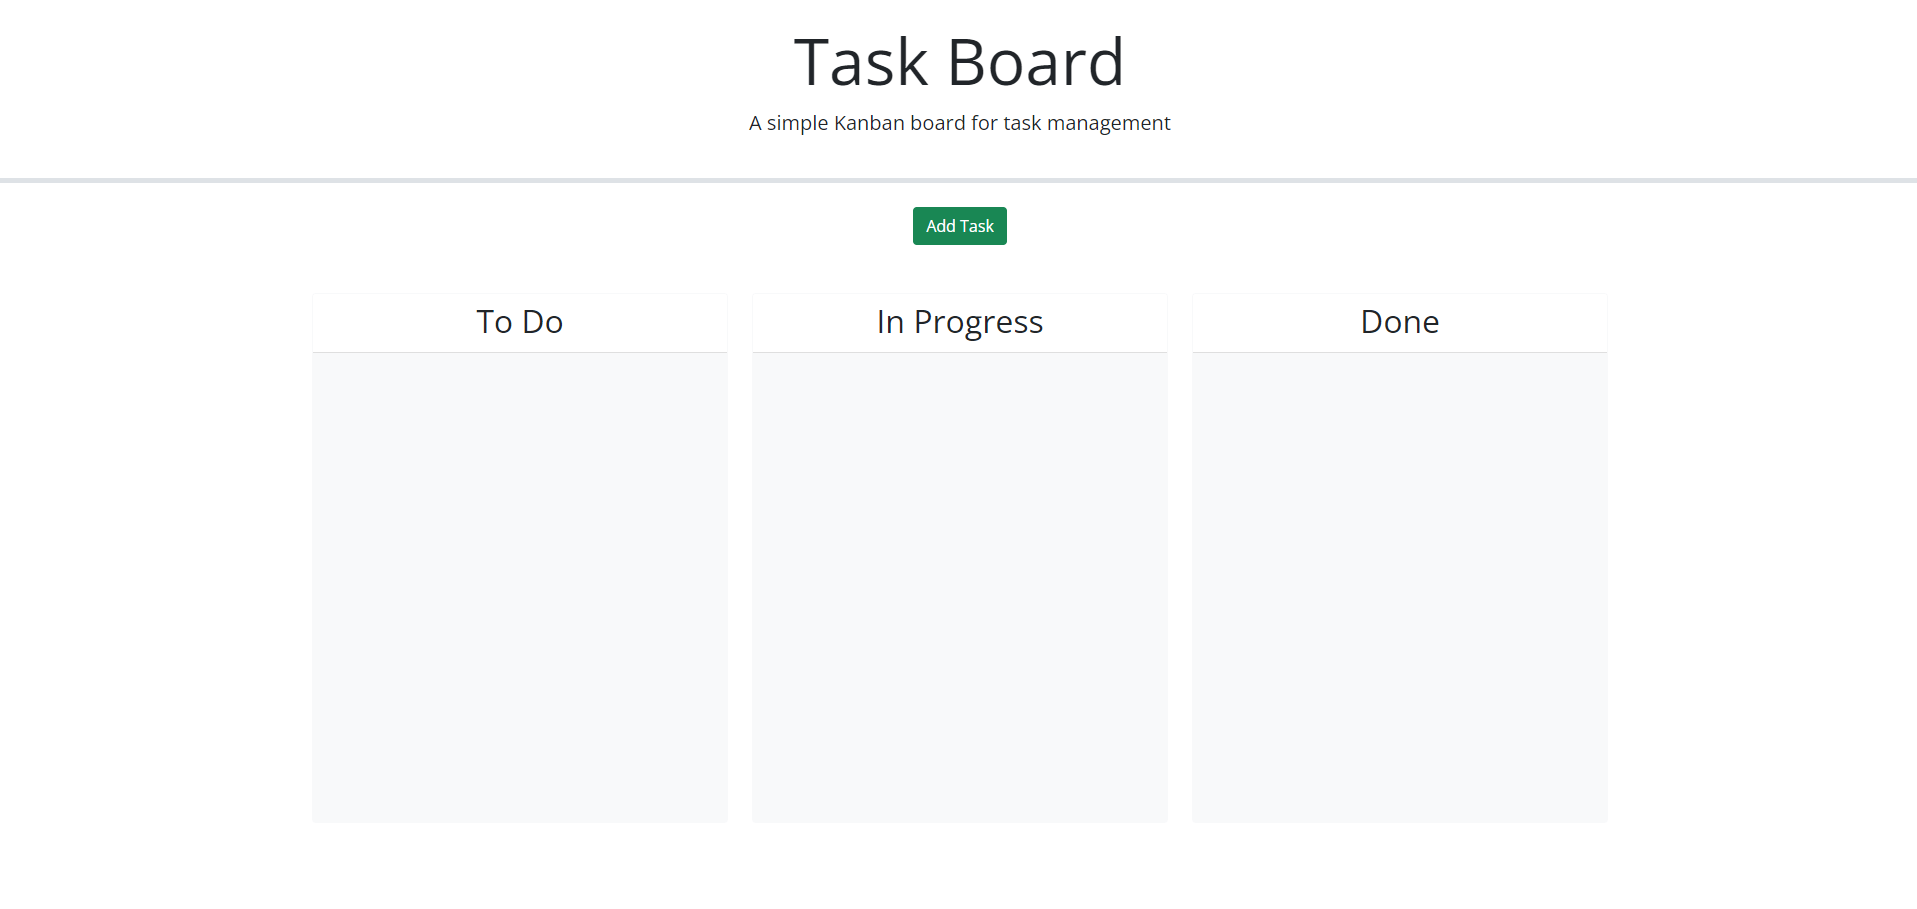 Task Board
A simple Kanban board for task management
Add Task
To Do
In Progress
Done